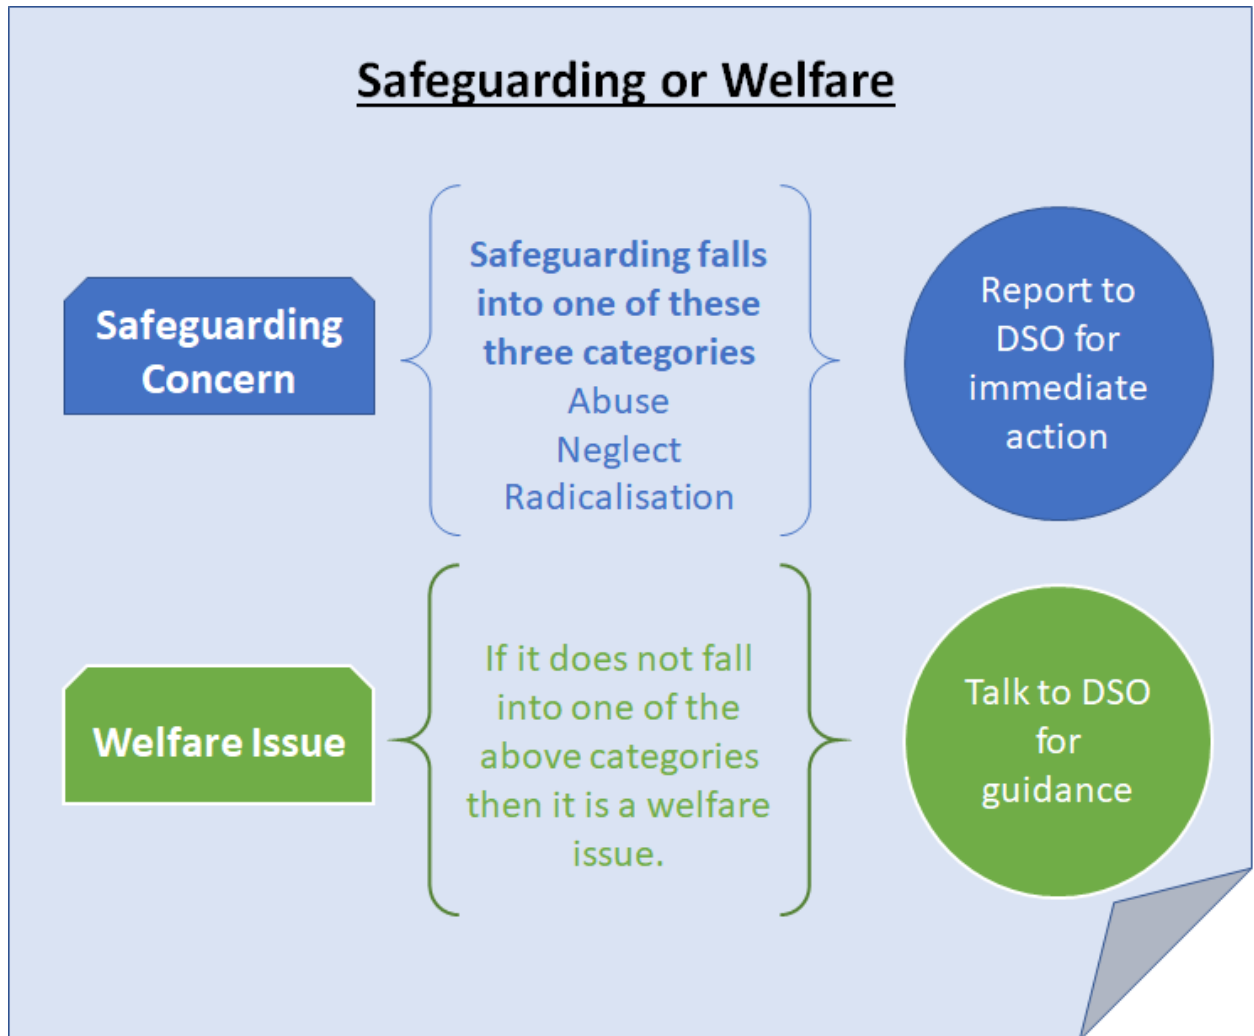 Safeguarding or Welfare
Safeguarding
Concern
Safeguarding falls
into one of these
three categories
Abuse
Neglect
Radicalisation
Report to
DSO for
immediate
action
Welfare Issue
If it does not fall
into one of the
above categories
then it is a welfare
issue.
Talk to DSO
for
guidance